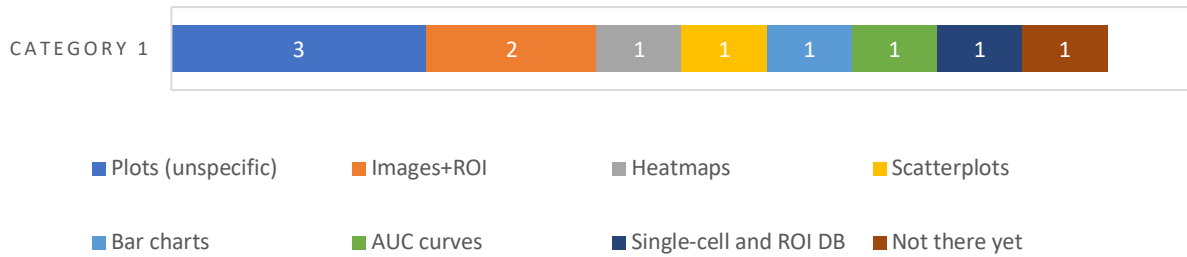 CATEGORY 1 3 2 1 1 1 1 1 1
Plots (unspecific) Images+ROI Heatmaps Scatterplots
Bar charts AUC curves Single-cell and ROI DB Not there yet